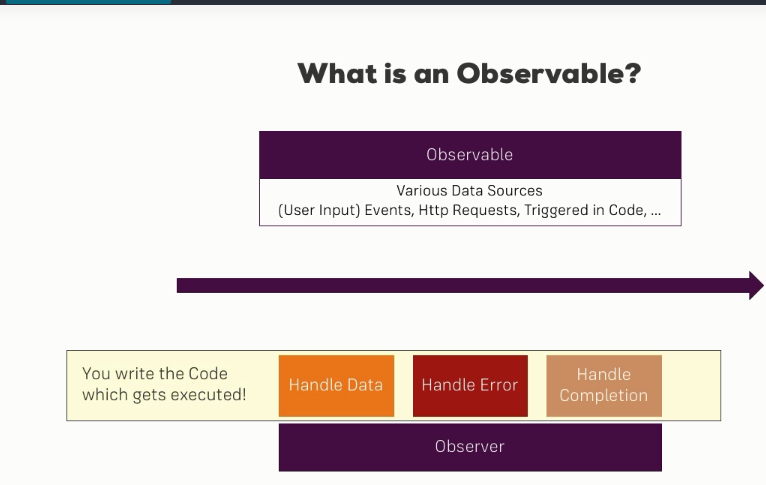 What is an Observable?
Observable
Various Data Sources
(User Input) Events, Http Requests, Triggered in Code, ...
You write the Code
which gets executed!
Handle Data
Handle Error
Handle
Completion
Observer